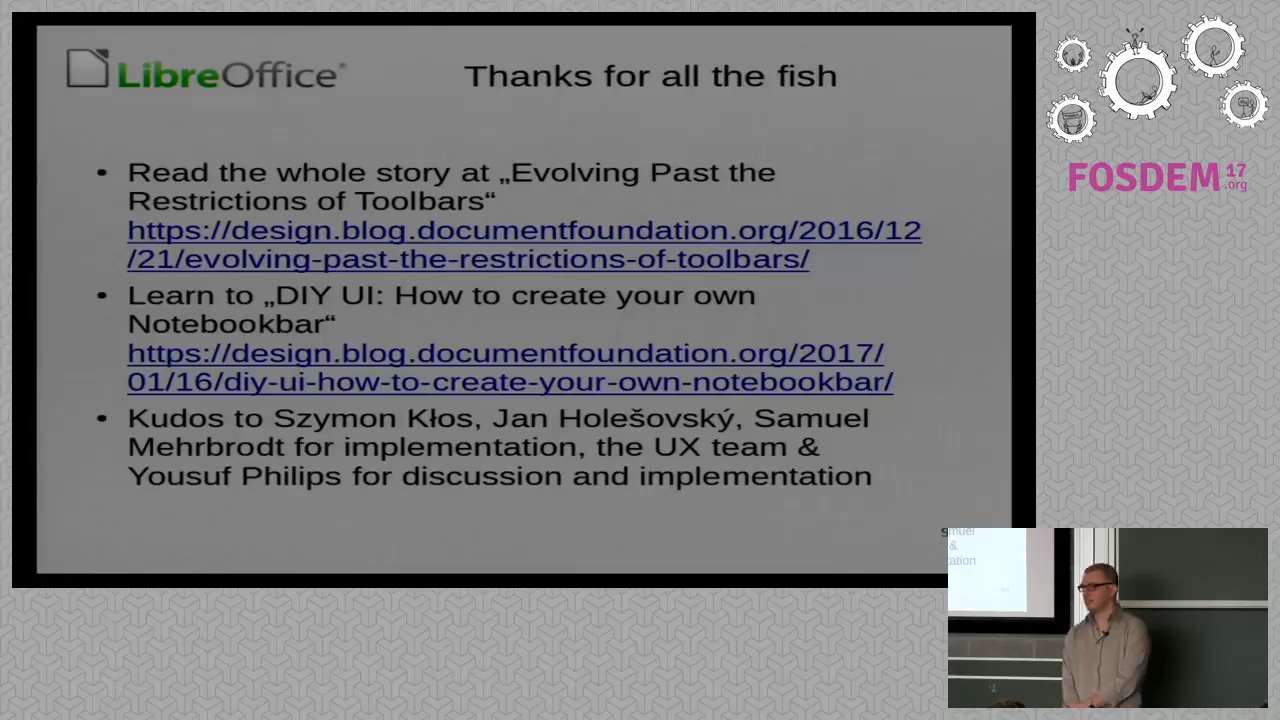 LibreOffice
Thanks for all the fish
• Read the whole story at „Evolving Past the
Restrictions of Toolbars“
https://design.blog.documentfoundation.org/2016/12
/21/evolving-past-the-restrictions-of-toolbars/
• Learn to „DIY UI: How to create your own
Notebookbar“
https://design.blog.documentfoundation.org/2017/
01/16/diy-ui-how-to-create-your-own-notebookbar/
• Kudos to Szymon Kłos, Jan Holešovský, Samuel
Mehrbrodt for implementation, the UX team &
Yousuf Philips for discussion and implementation
FOSDEM 17
.org
muel
&
tation